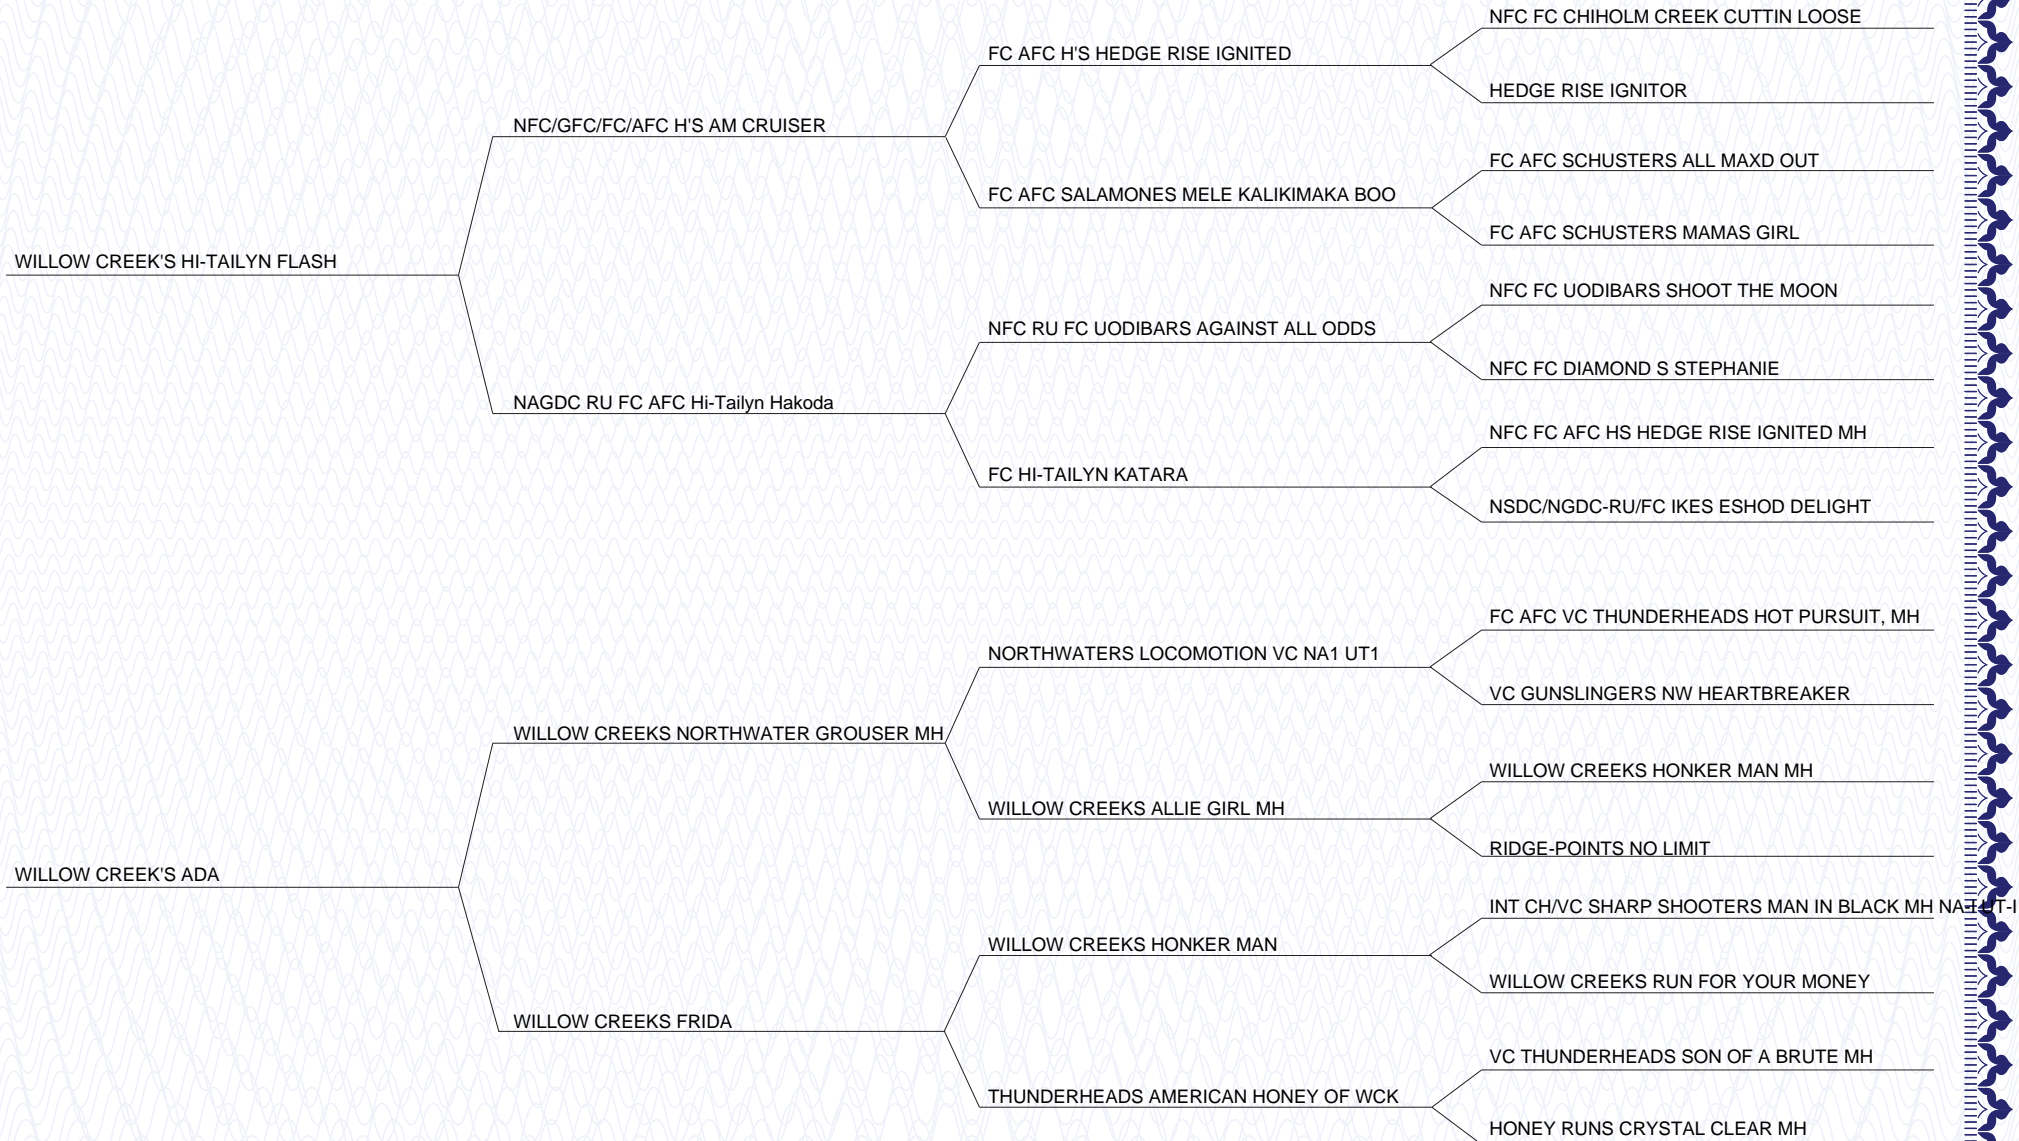 NFC FC CHIHOLM CREEK CUTTIN LOOSE
FC AFC H'S HEDGE RISE IGNITED
HEDGE RISE IGNITOR
NFC/GFC/FC/AFC H'S AM CRUISER
FC AFC SCHUSTERS ALL MAXD OUT
FC AFC SALAMONES MELE KALIKIMAKA BOO
FC AFC SCHUSTERS MAMAS GIRL
WILLOW CREEK'S HI-TAILYN FLASH
NFC FC UODIBARS SHOOT THE MOON
NFC RU FC UODIBARS AGAINST ALL ODDS
NFC FC DIAMOND S STEPHANIE
NAGDC RU FC AFC Hi-Tailyn Hakoda
NFC FC AFC HS HEDGE RISE IGNITED MH
FC HI-TAILYN KATARA
NSDC/NGDC-RU/FC IKES ESHOD DELIGHT
FC AFC VC THUNDERHEADS HOT PURSUIT, MH
NORTHWATERS LOCOMOTION VC NA1 UT1
VC GUNSLINGERS NW HEARTBREAKER
WILLOW CREEKS NORTHWATER GROUSER MH
WILLOW CREEKS HONKER MAN MH
WILLOW CREEKS ALLIE GIRL MH
RIDGE-POINTS NO LIMIT
WILLOW CREEK'S ADA
INT CH/VC SHARP SHOOTERS MAN IN BLACK MH NA-I UT-I
WILLOW CREEKS HONKER MAN
WILLOW CREEKS RUN FOR YOUR MONEY
WILLOW CREEKS FRIDA
VC THUNDERHEADS SON OF A BRUTE MH
THUNDERHEADS AMERICAN HONEY OF WCK
HONEY RUNS CRYSTAL CLEAR MH